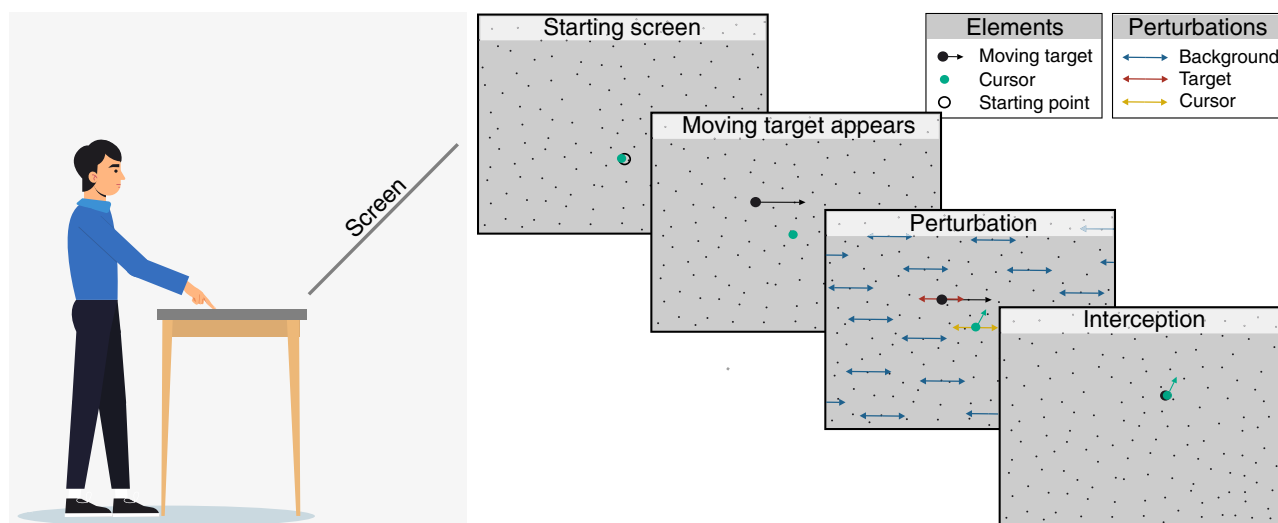 Screen
Starting screen
Moving target appears
Perturbation
Interception
Elements
Moving target
Cursor
Starting point
Perturbations
Background
Target
Cursor